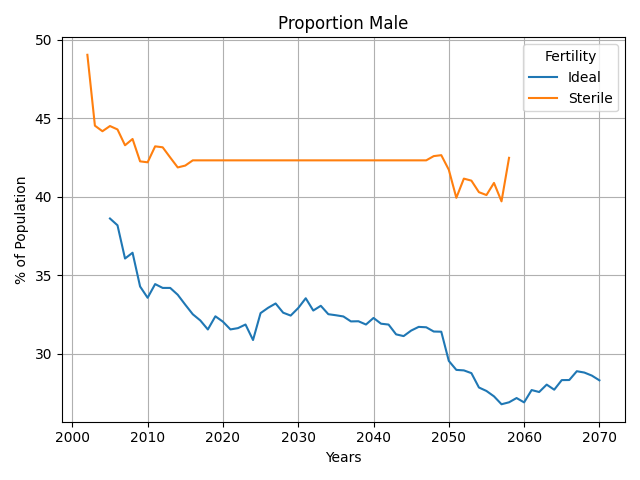 Proportion Male
% of Population
50
45
40
35
30
Fertility
Ideal
Sterile
2000 2010 2020 2030 2040 2050 2060 2070
Years